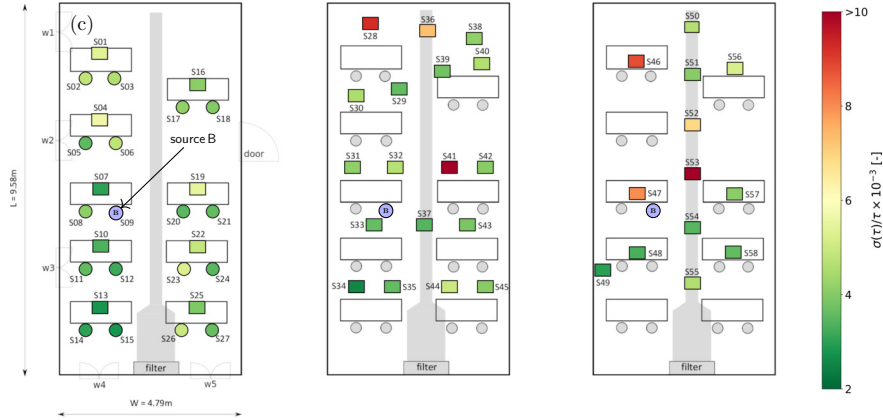 (c)
w1
S01
S02
S03
S16
S17
S18
S04
S05
S06
source B
w2
door
S07
S19
B
S08
S09
S20
S21
S10
S22
w3
S11
S12
S23
S24
S13
S25
S14
S15
S26
S27
filter
w4
w5
L = 9.58m
W = 4.79m
S36
S28
S38
S39
S40
S29
S30
S31
S32
S41
S42
B
S33
S37
S43
S34
S35
S44
S45
filter
S50
S46
S51
S56
S52
S53
S47
S57
B
S54
S48
S58
S49
S55
filter
>10
8
6
4
2
σ(τ)/τ × 10⁻³ [-]